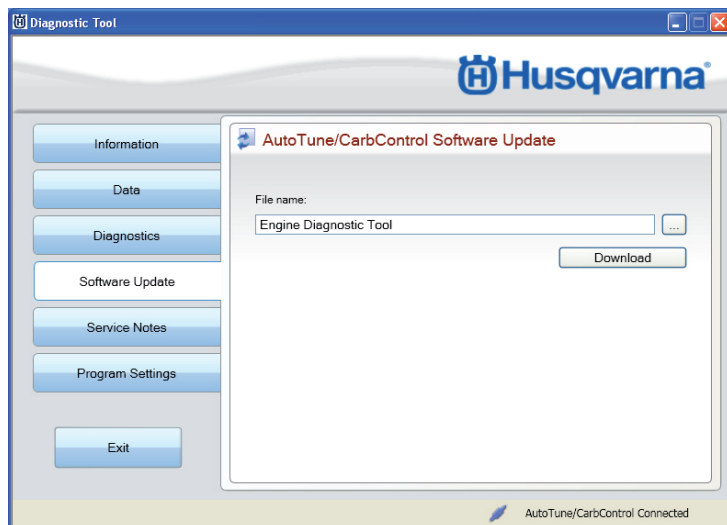 Diagnostic Tool
Husqvarna®
Information
Data
Diagnostics
Software Update
Service Notes
Program Settings
Exit
AutoTune/CarbControl Software Update
File name:
Engine Diagnostic Tool
...
Download
AutoTune/CarbControl Connected